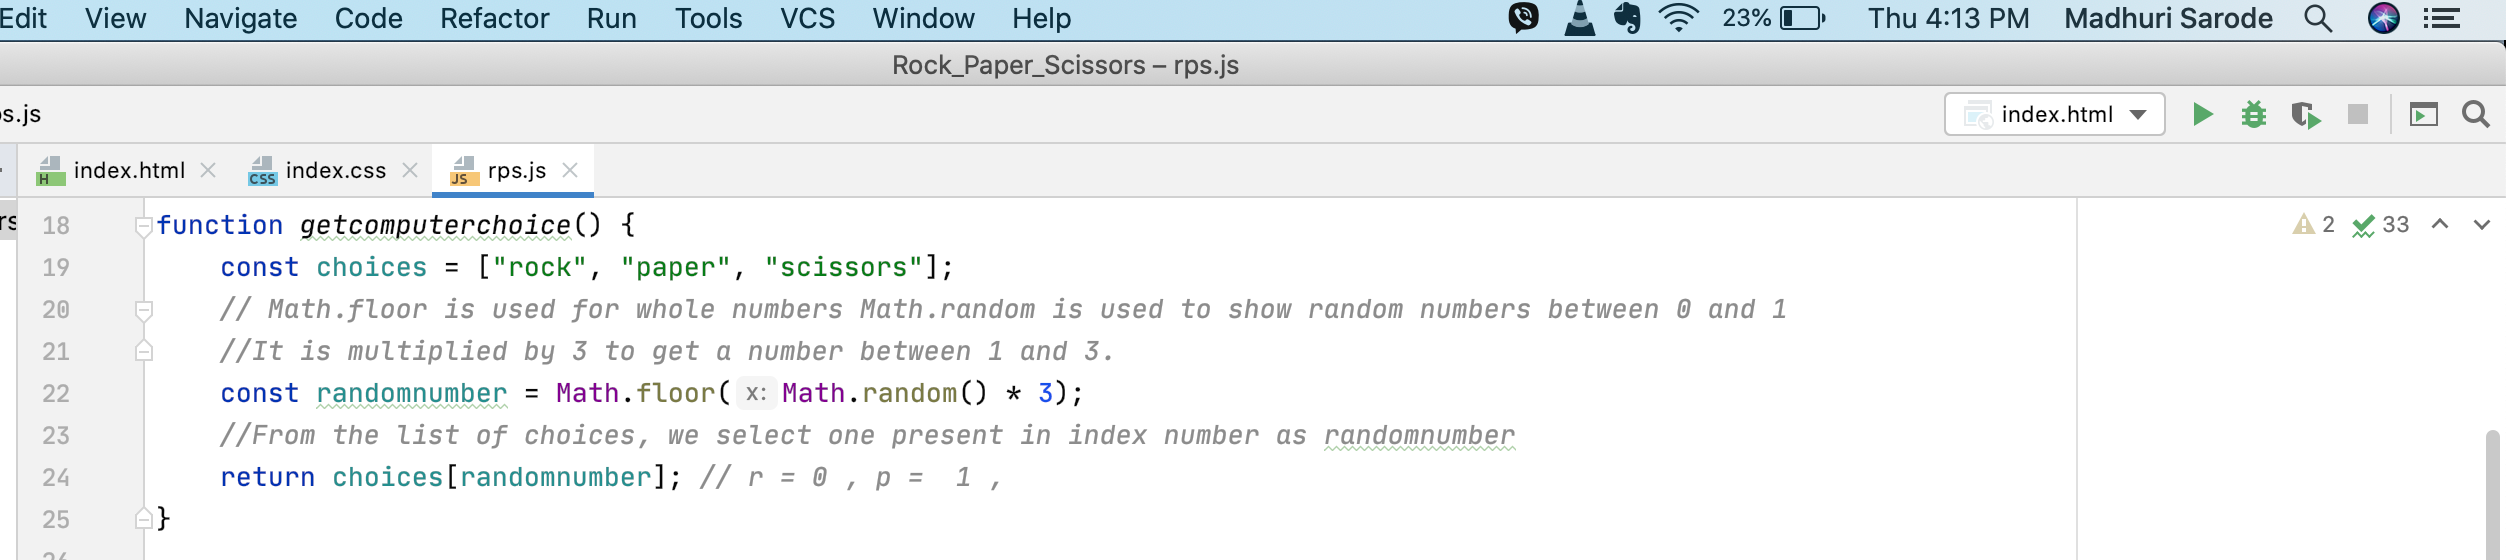 Edit View Navigate Code Refactor Run Tools VCS Window Help 23% Thu 4:13 PM Madhuri Sarode
Rock_Paper_Scissors – rps.js
ps.js index.html
index.html index.css rps.js
18 function getcomputerchoice() { 2 33
19 const choices = ["rock", "paper", "scissors"];
20 // Math.floor is used for whole numbers Math.random is used to show random numbers between 0 and 1
21 //It is multiplied by 3 to get a number between 1 and 3.
22 const randomnumber = Math.floor( x: Math.random() * 3);
23 //From the list of choices, we select one present in index number as randomnumber
24 return choices[randomnumber]; // r = 0 , p =  1 ,
25 }